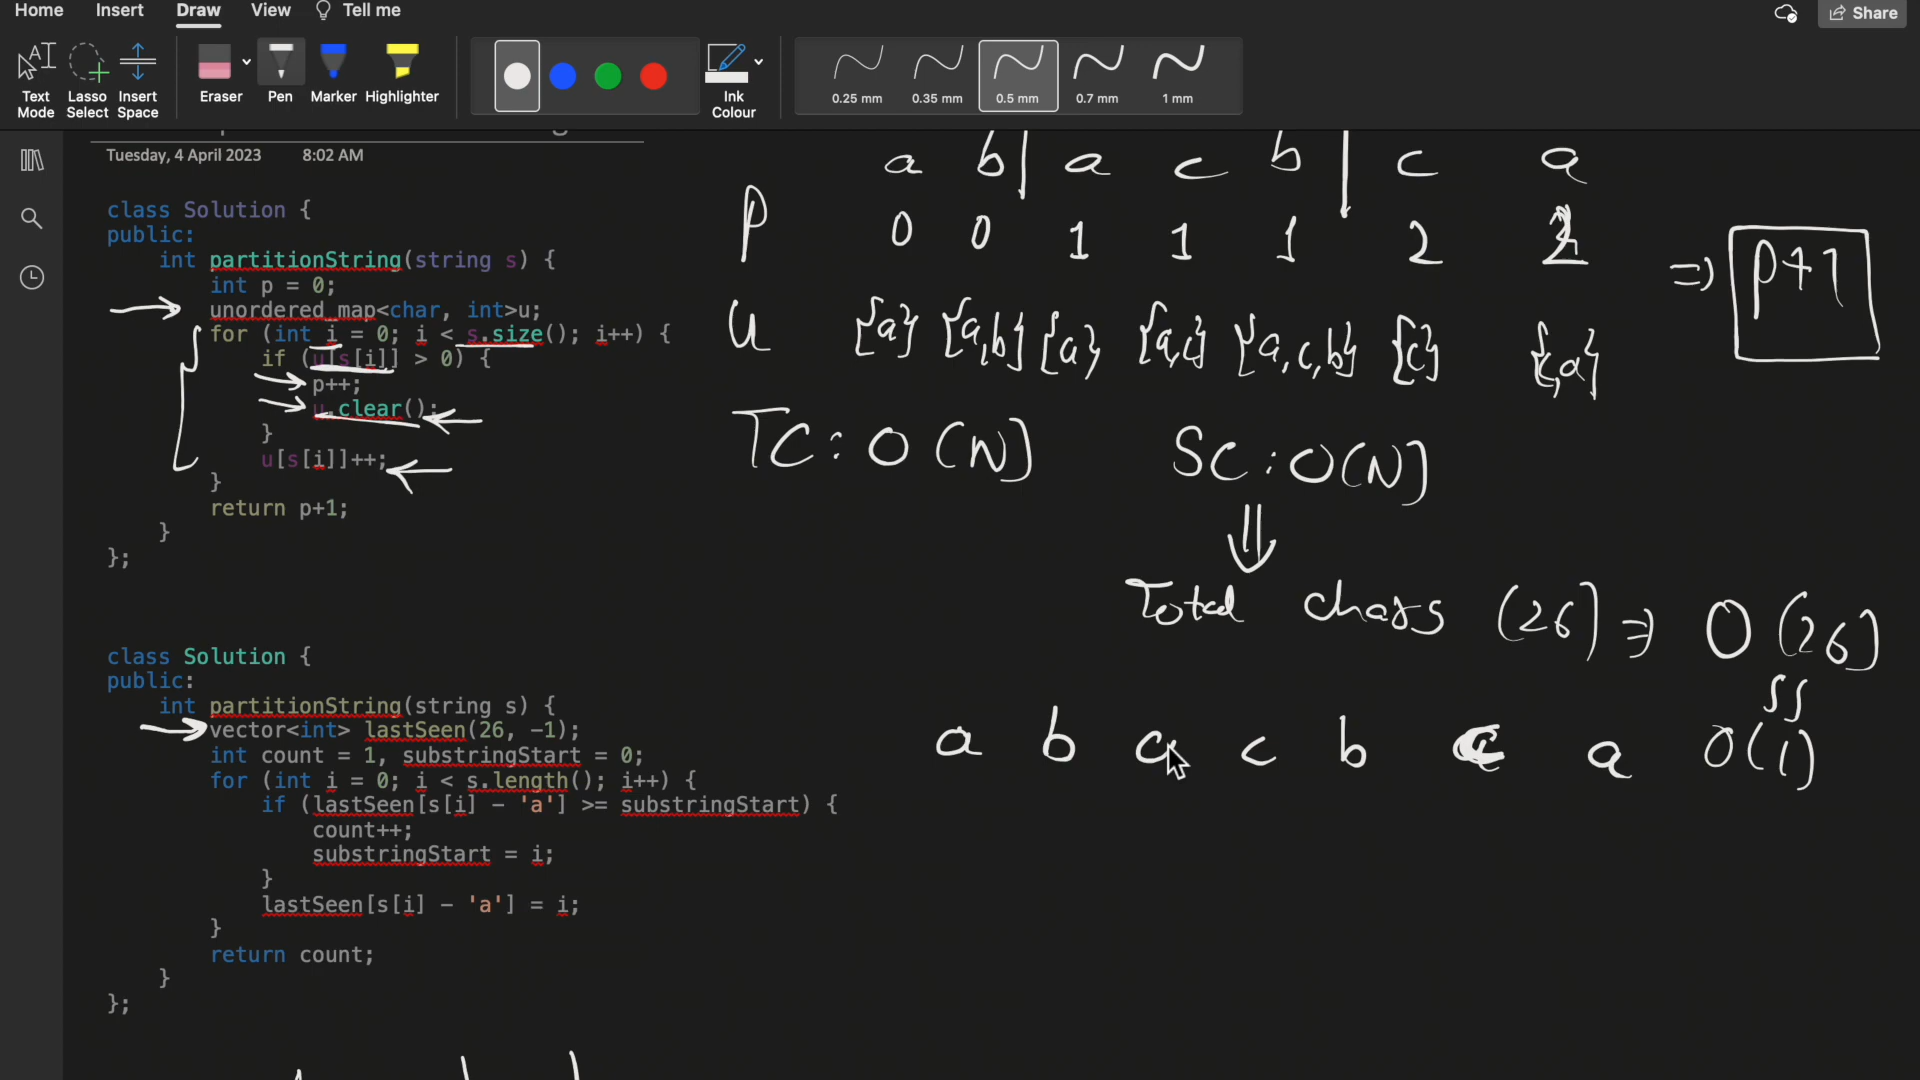 Home Insert Draw View Tell me Share
Text Mode Lasso Select Insert Space Eraser Pen Marker Highlighter Ink Colour 0.25 mm 0.35 mm 0.5 mm 0.7 mm 1 mm
Tuesday, 4 April 2023 8:02 AM
class Solution {
public:
int partitionString(string s) {
int p = 0;
unordered_map<char, int>u;
for (int i = 0; i < s.size(); i++) {
if (u[s[i]] > 0) {
p++;
u.clear();
}
u[s[i]]++;
}
return p+1;
}
};
class Solution {
public:
int partitionString(string s) {
vector<int> lastSeen(26, -1);
int count = 1, substringStart = 0;
for (int i = 0; i < s.length(); i++) {
if (lastSeen[s[i] - 'a'] >= substringStart) {
count++;
substringStart = i;
}
lastSeen[s[i] - 'a'] = i;
}
return count;
}
};
a b | a c b | c a
p 0 0 1 1 1 2 2
=> p+1
u {a} {a,b} {a} {a,c} {a,c,b} {c} {c,a}
TC: O(N) SC: O(N)
Total chars (26) => O(26)
a b a c b c a O(1)